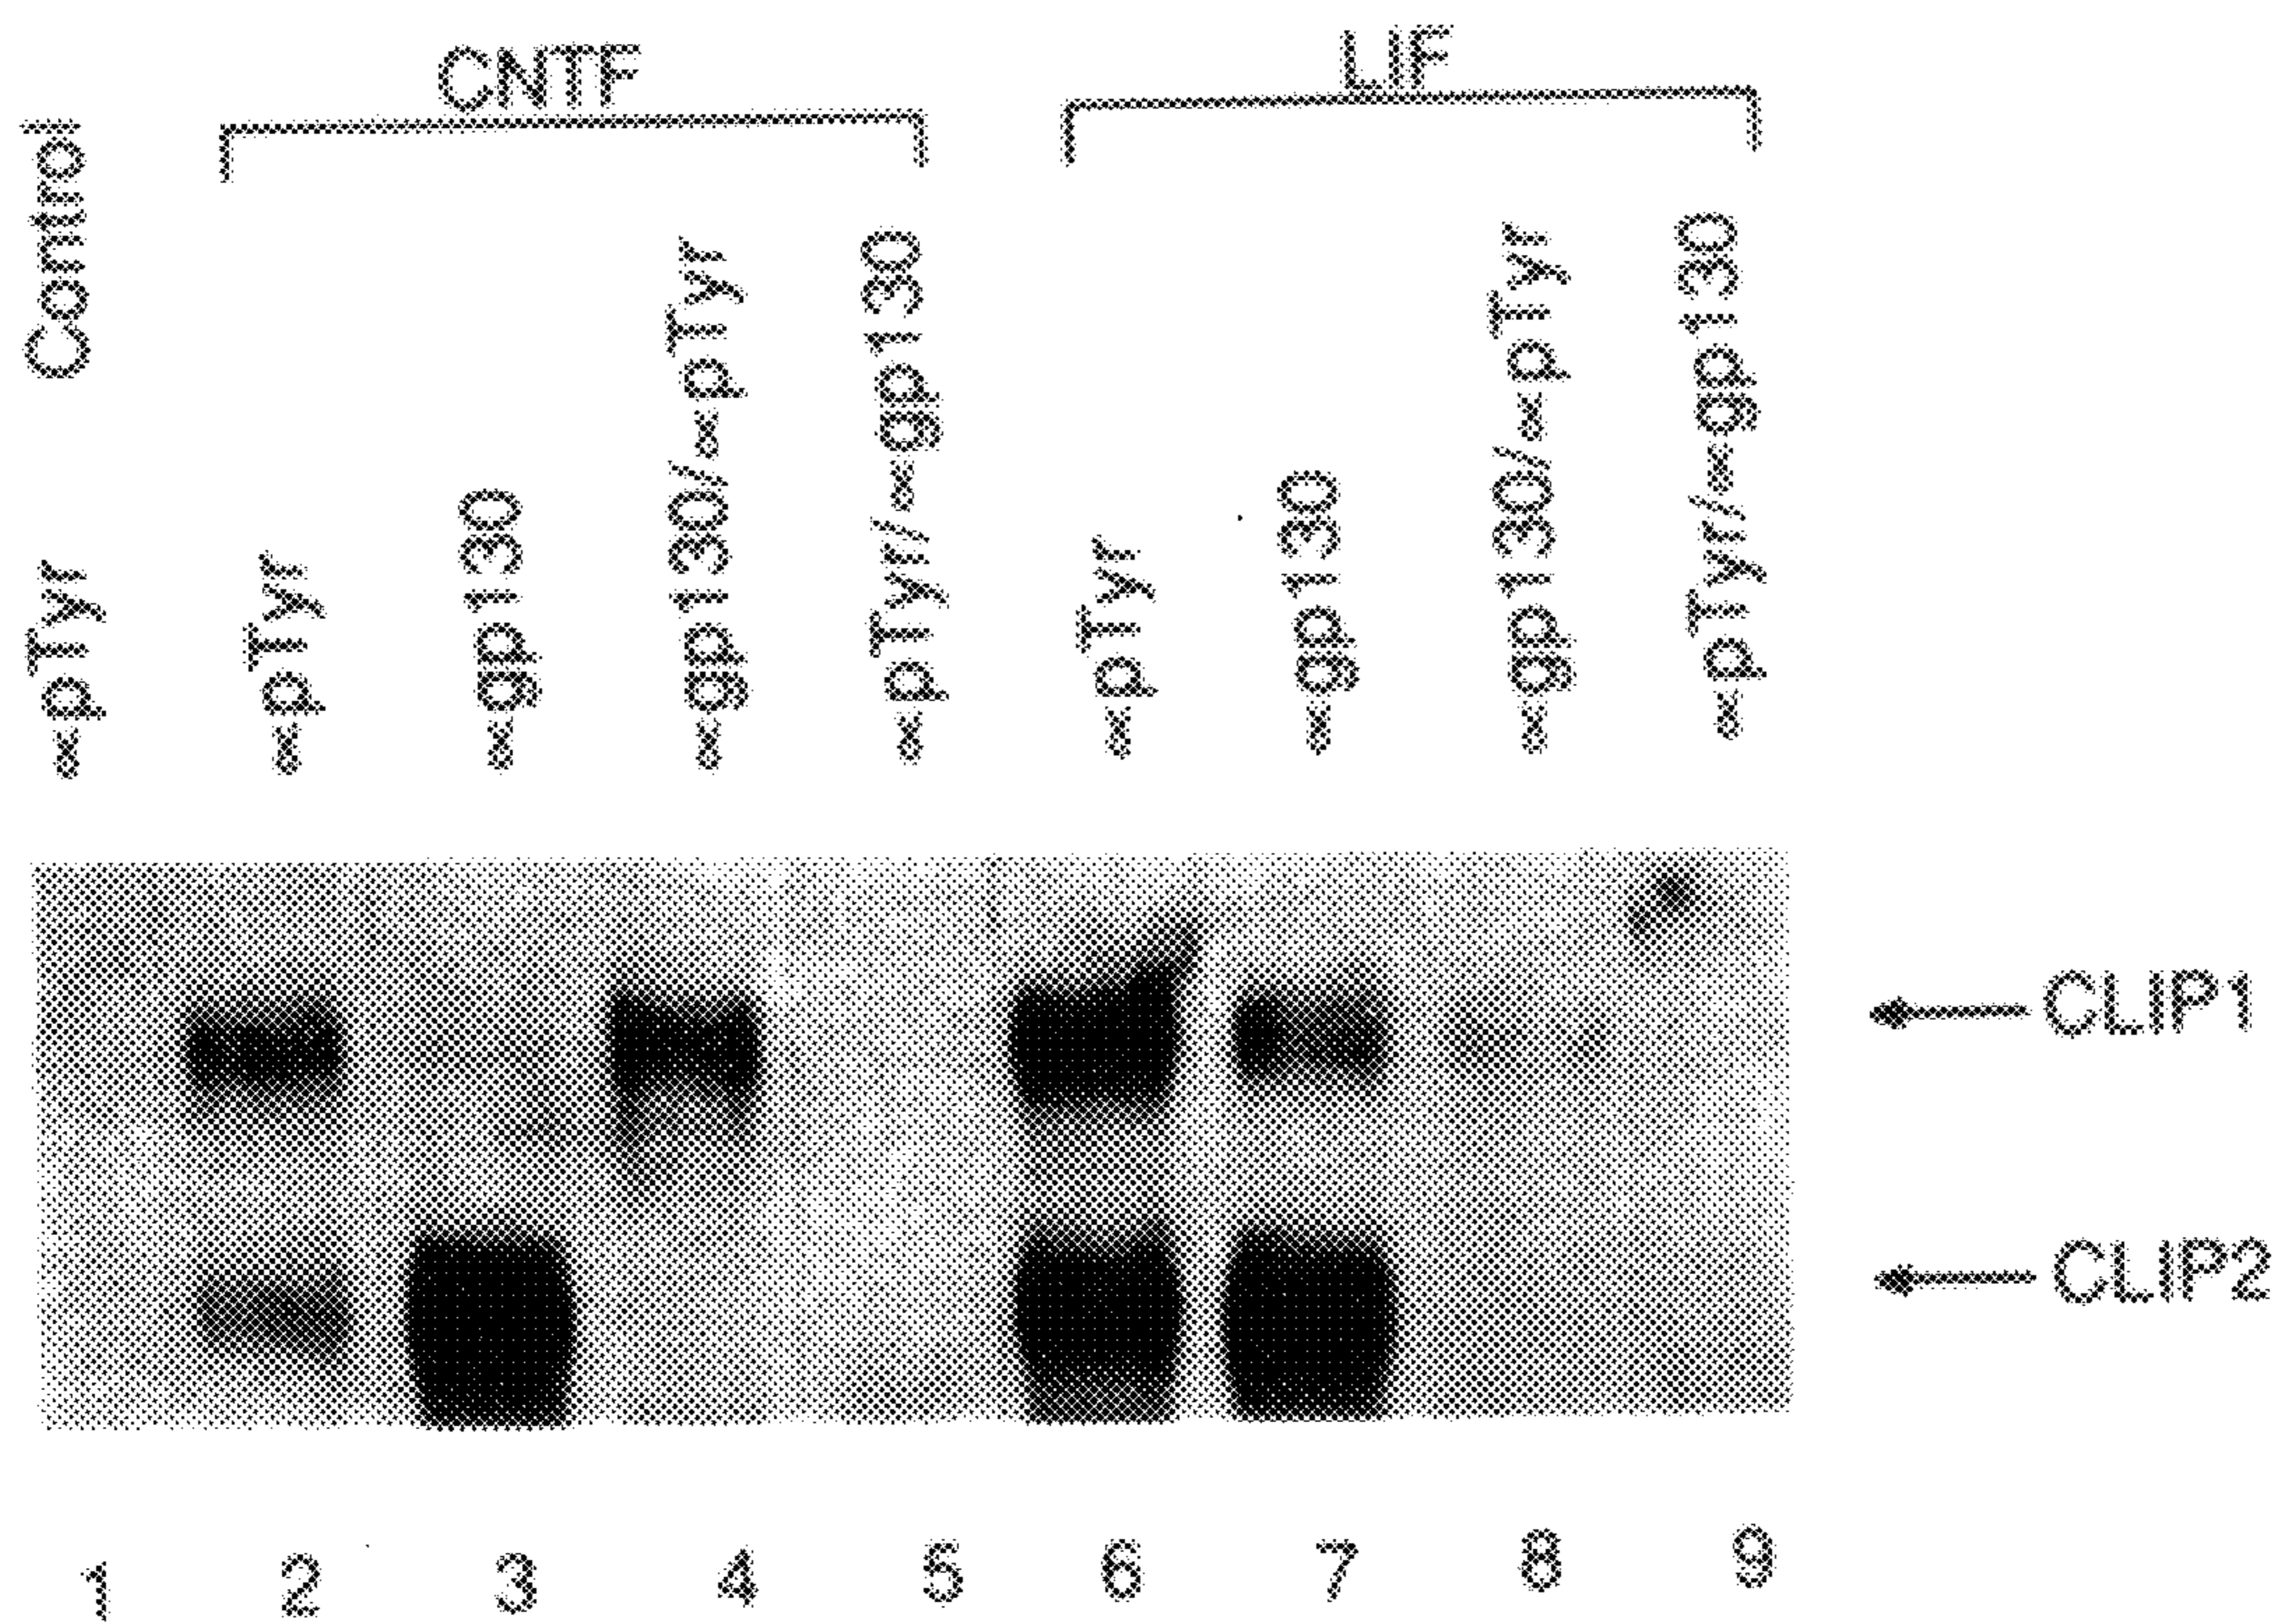 CNTF
LIF
Control
∝pTyr
∝pTyr
∝gp130
∝gp130/∝pTyr
∝pTyr/∝gp130
∝pTyr
∝gp130
∝gp130/∝pTyr
∝pTyr/∝gp130
CLIP1
CLIP2
1 2 3 4 5 6 7 8 9